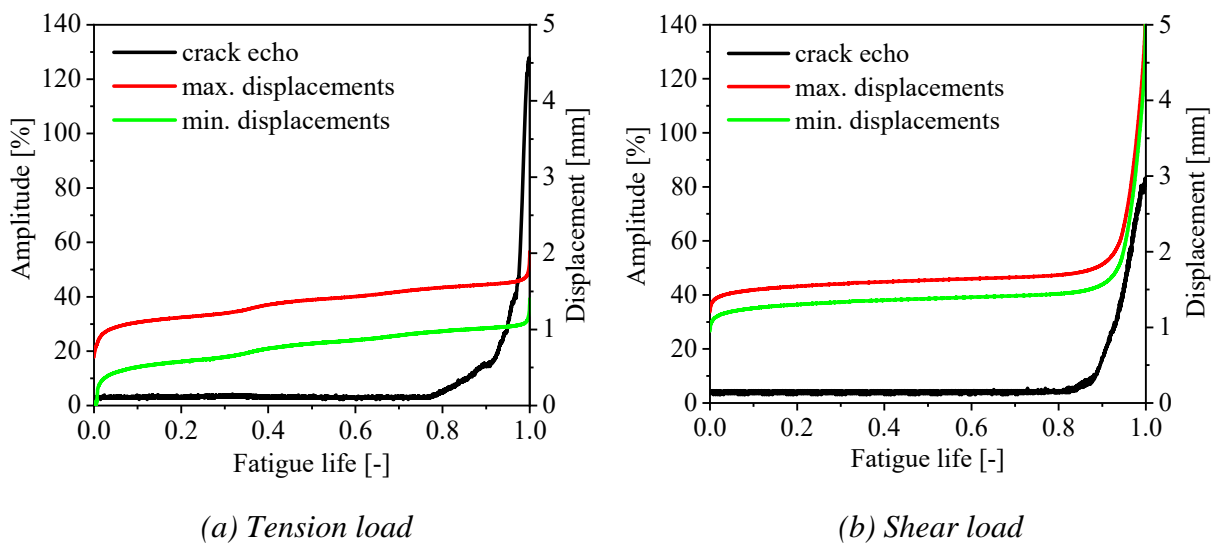 140
120
100
80
60
40
20
0
Amplitude [%]
crack echo
max. displacements
min. displacements
5
4
3
2
1
0
Displacement [mm]
0.0 0.2 0.4 0.6 0.8 1.0
Fatigue life [-]
(a) Tension load
140
120
100
80
60
40
20
0
Amplitude [%]
crack echo
max. displacements
min. displacements
5
4
3
2
1
0
Displacement [mm]
0.0 0.2 0.4 0.6 0.8 1.0
Fatigue life [-]
(b) Shear load